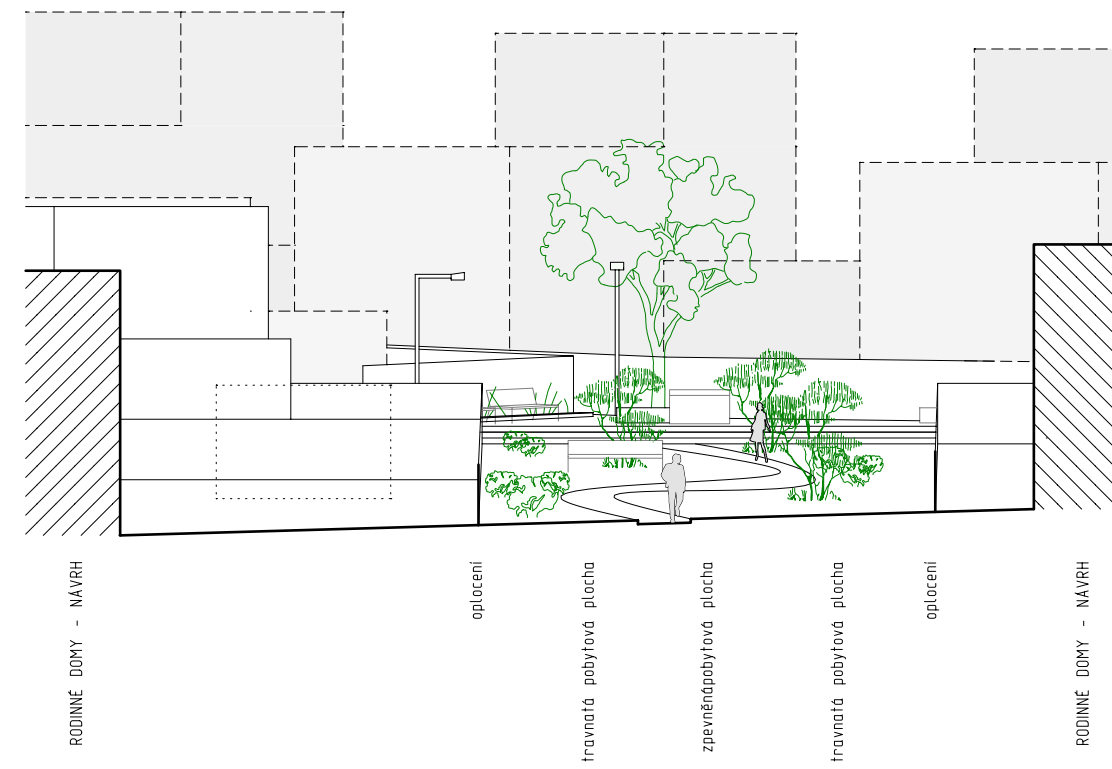 RODINNÉ DOMY - NÁVRH
oplocení
travnatá pobytová plocha
zpevněnápobytová plocha
travnatá pobytová plocha
oplocení
RODINNÉ DOMY - NÁVRH